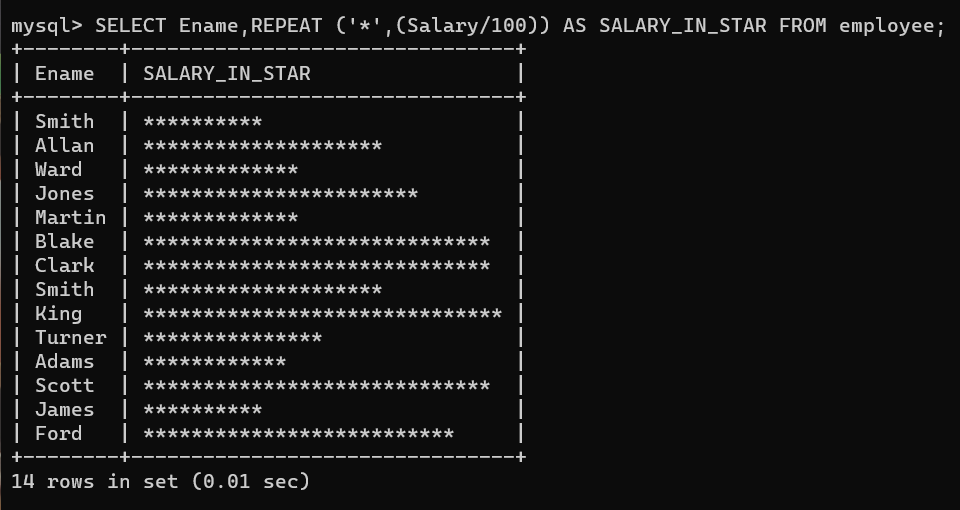 mysql> SELECT Ename,REPEAT ('*',(Salary/100)) AS SALARY_IN_STAR FROM employee;
+--------+--------------------------------+
| Ename  | SALARY_IN_STAR                 |
+--------+--------------------------------+
| Smith  | **********                     |
| Allan  | ********************           |
| Ward   | *************                  |
| Jones  | ***********************        |
| Martin | *************                  |
| Blake  | *****************************  |
| Clark  | *****************************  |
| Smith  | ********************           |
| King   | ****************************** |
| Turner | ***************                |
| Adams  | ************                   |
| Scott  | *****************************  |
| James  | **********                     |
| Ford   | **************************     |
+--------+--------------------------------+
14 rows in set (0.01 sec)